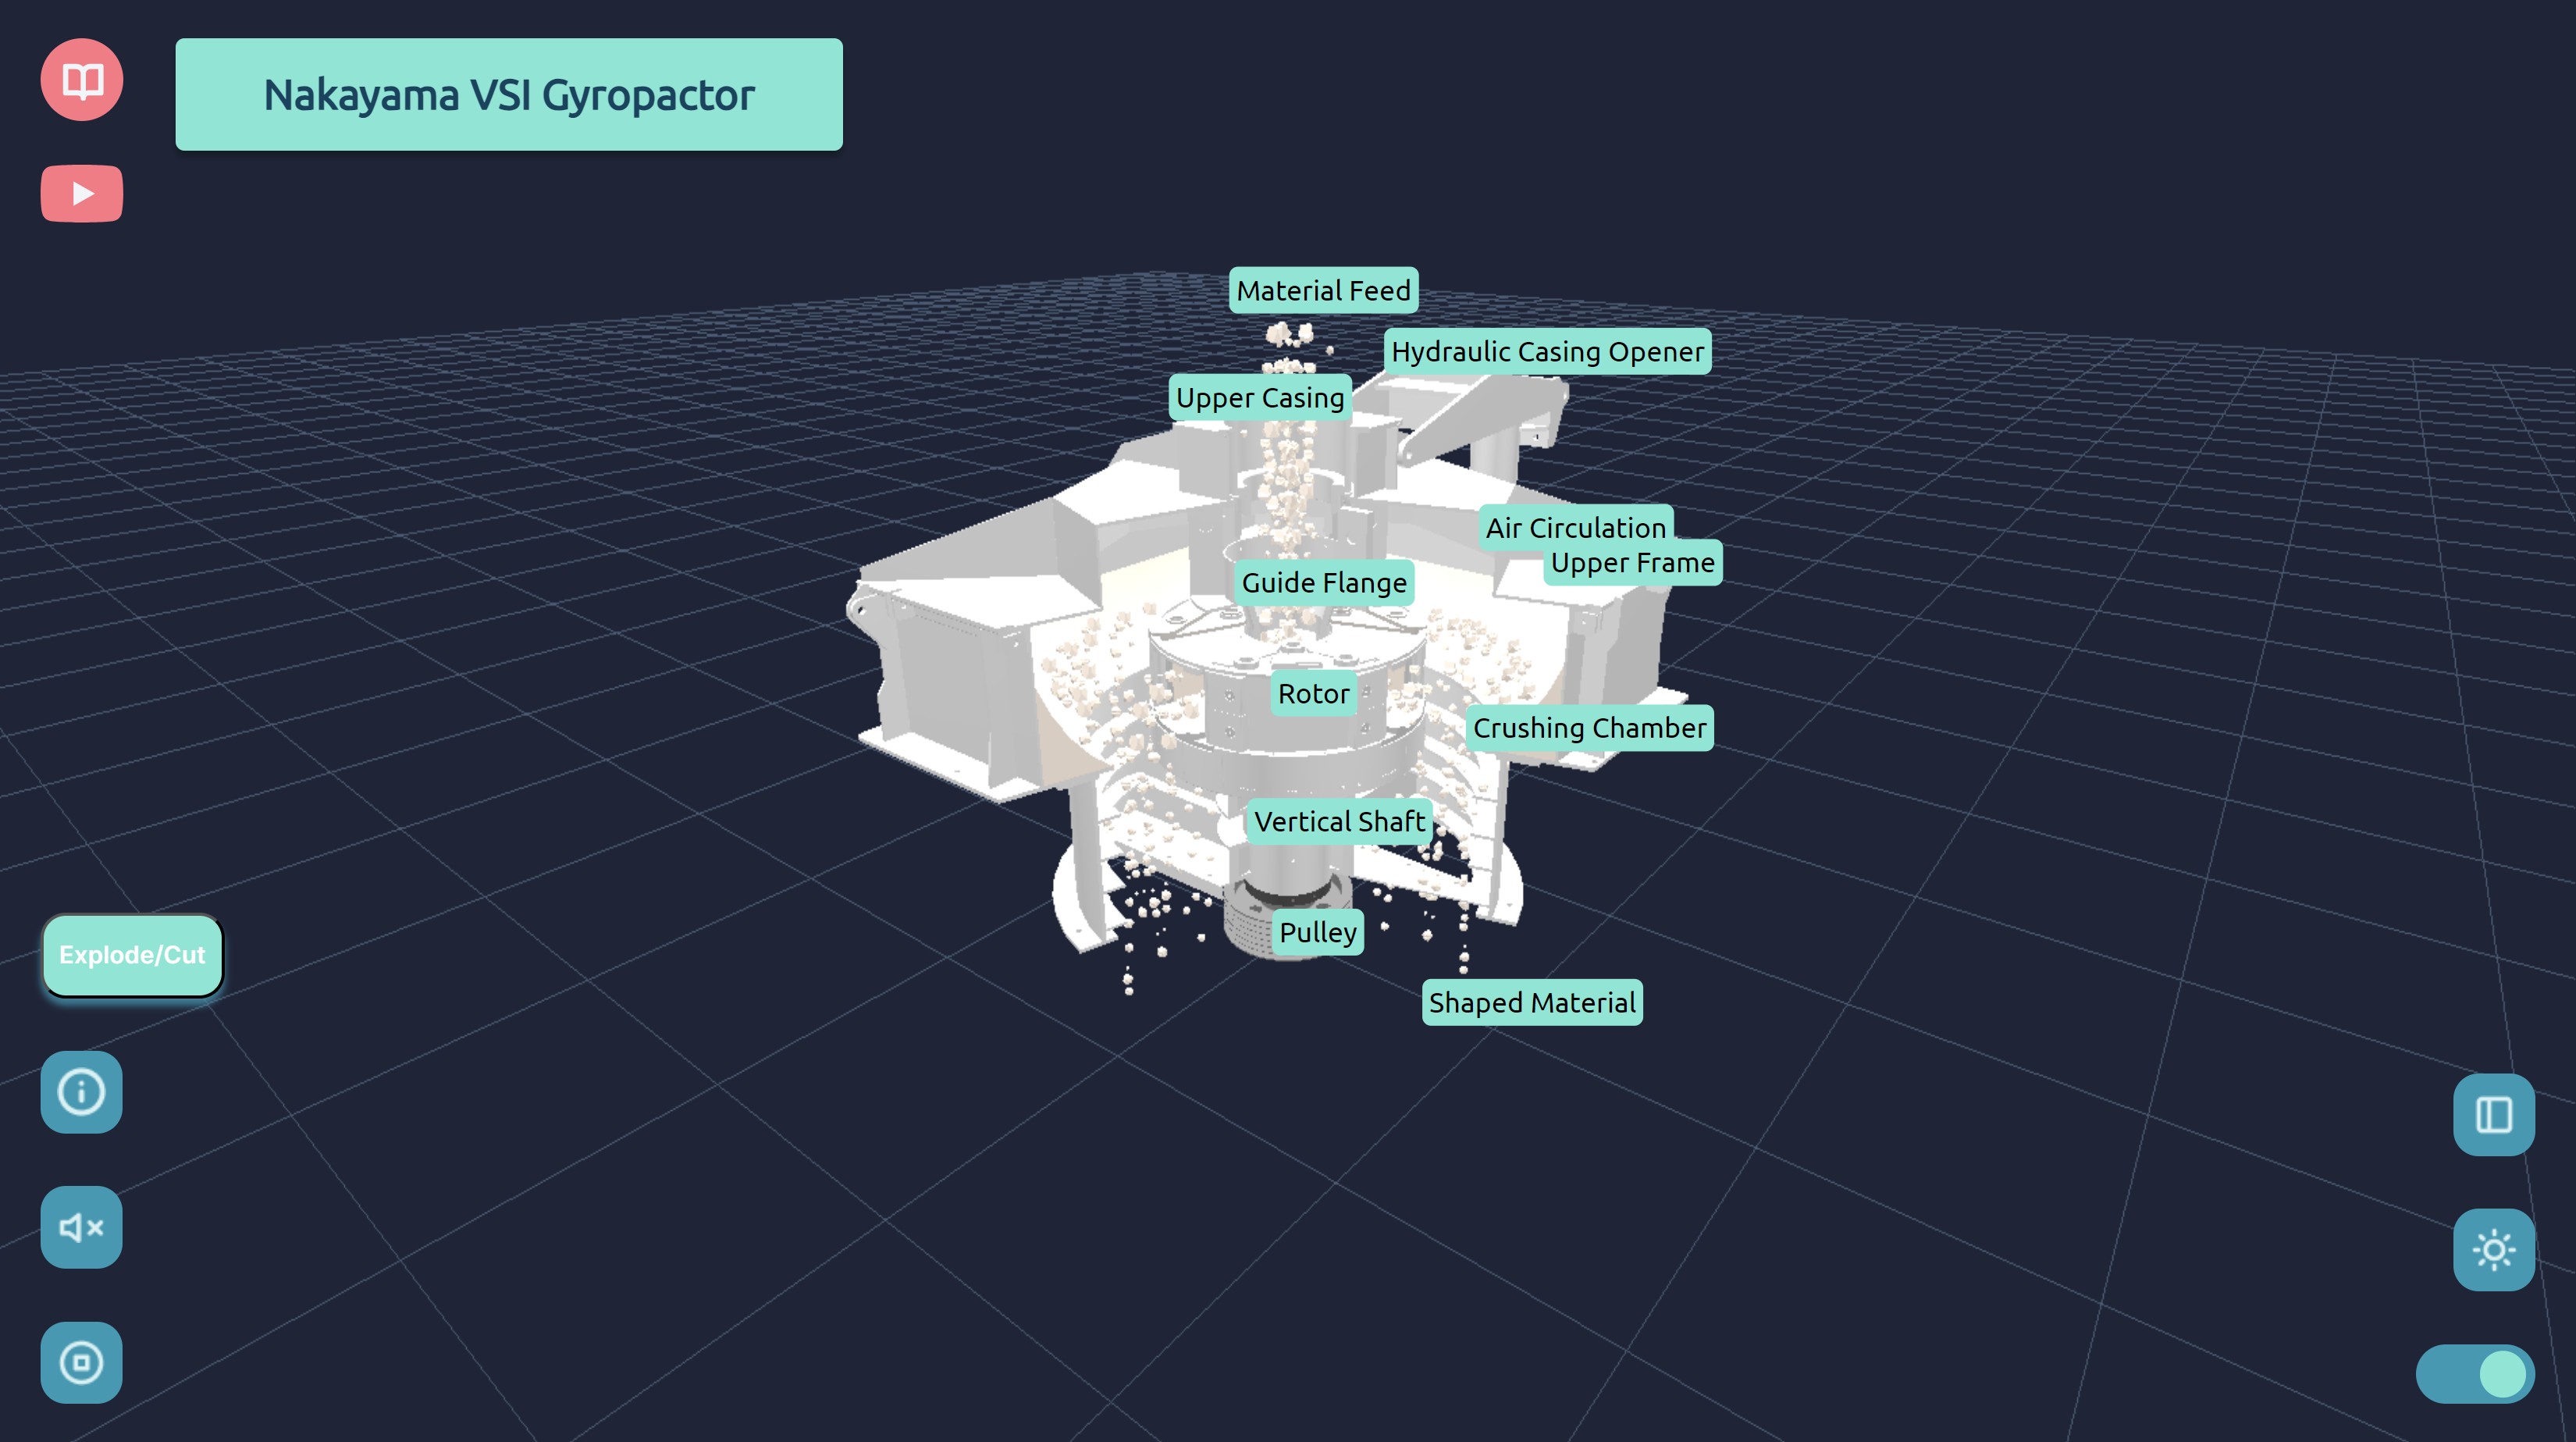 Nakayama VSI Gyropactor
Material Feed
Hydraulic Casing Opener
Upper Casing
Air Circulation
Upper Frame
Guide Flange
Rotor
Crushing Chamber
Vertical Shaft
Pulley
Explode/Cut
Shaped Material